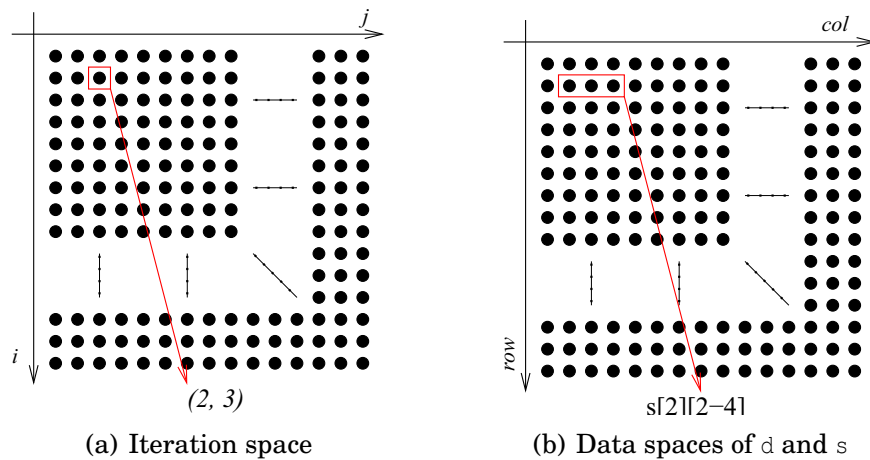 j
i
(2, 3)
(a) Iteration space
col
row
s[2][2−4]
(b) Data spaces of d and s